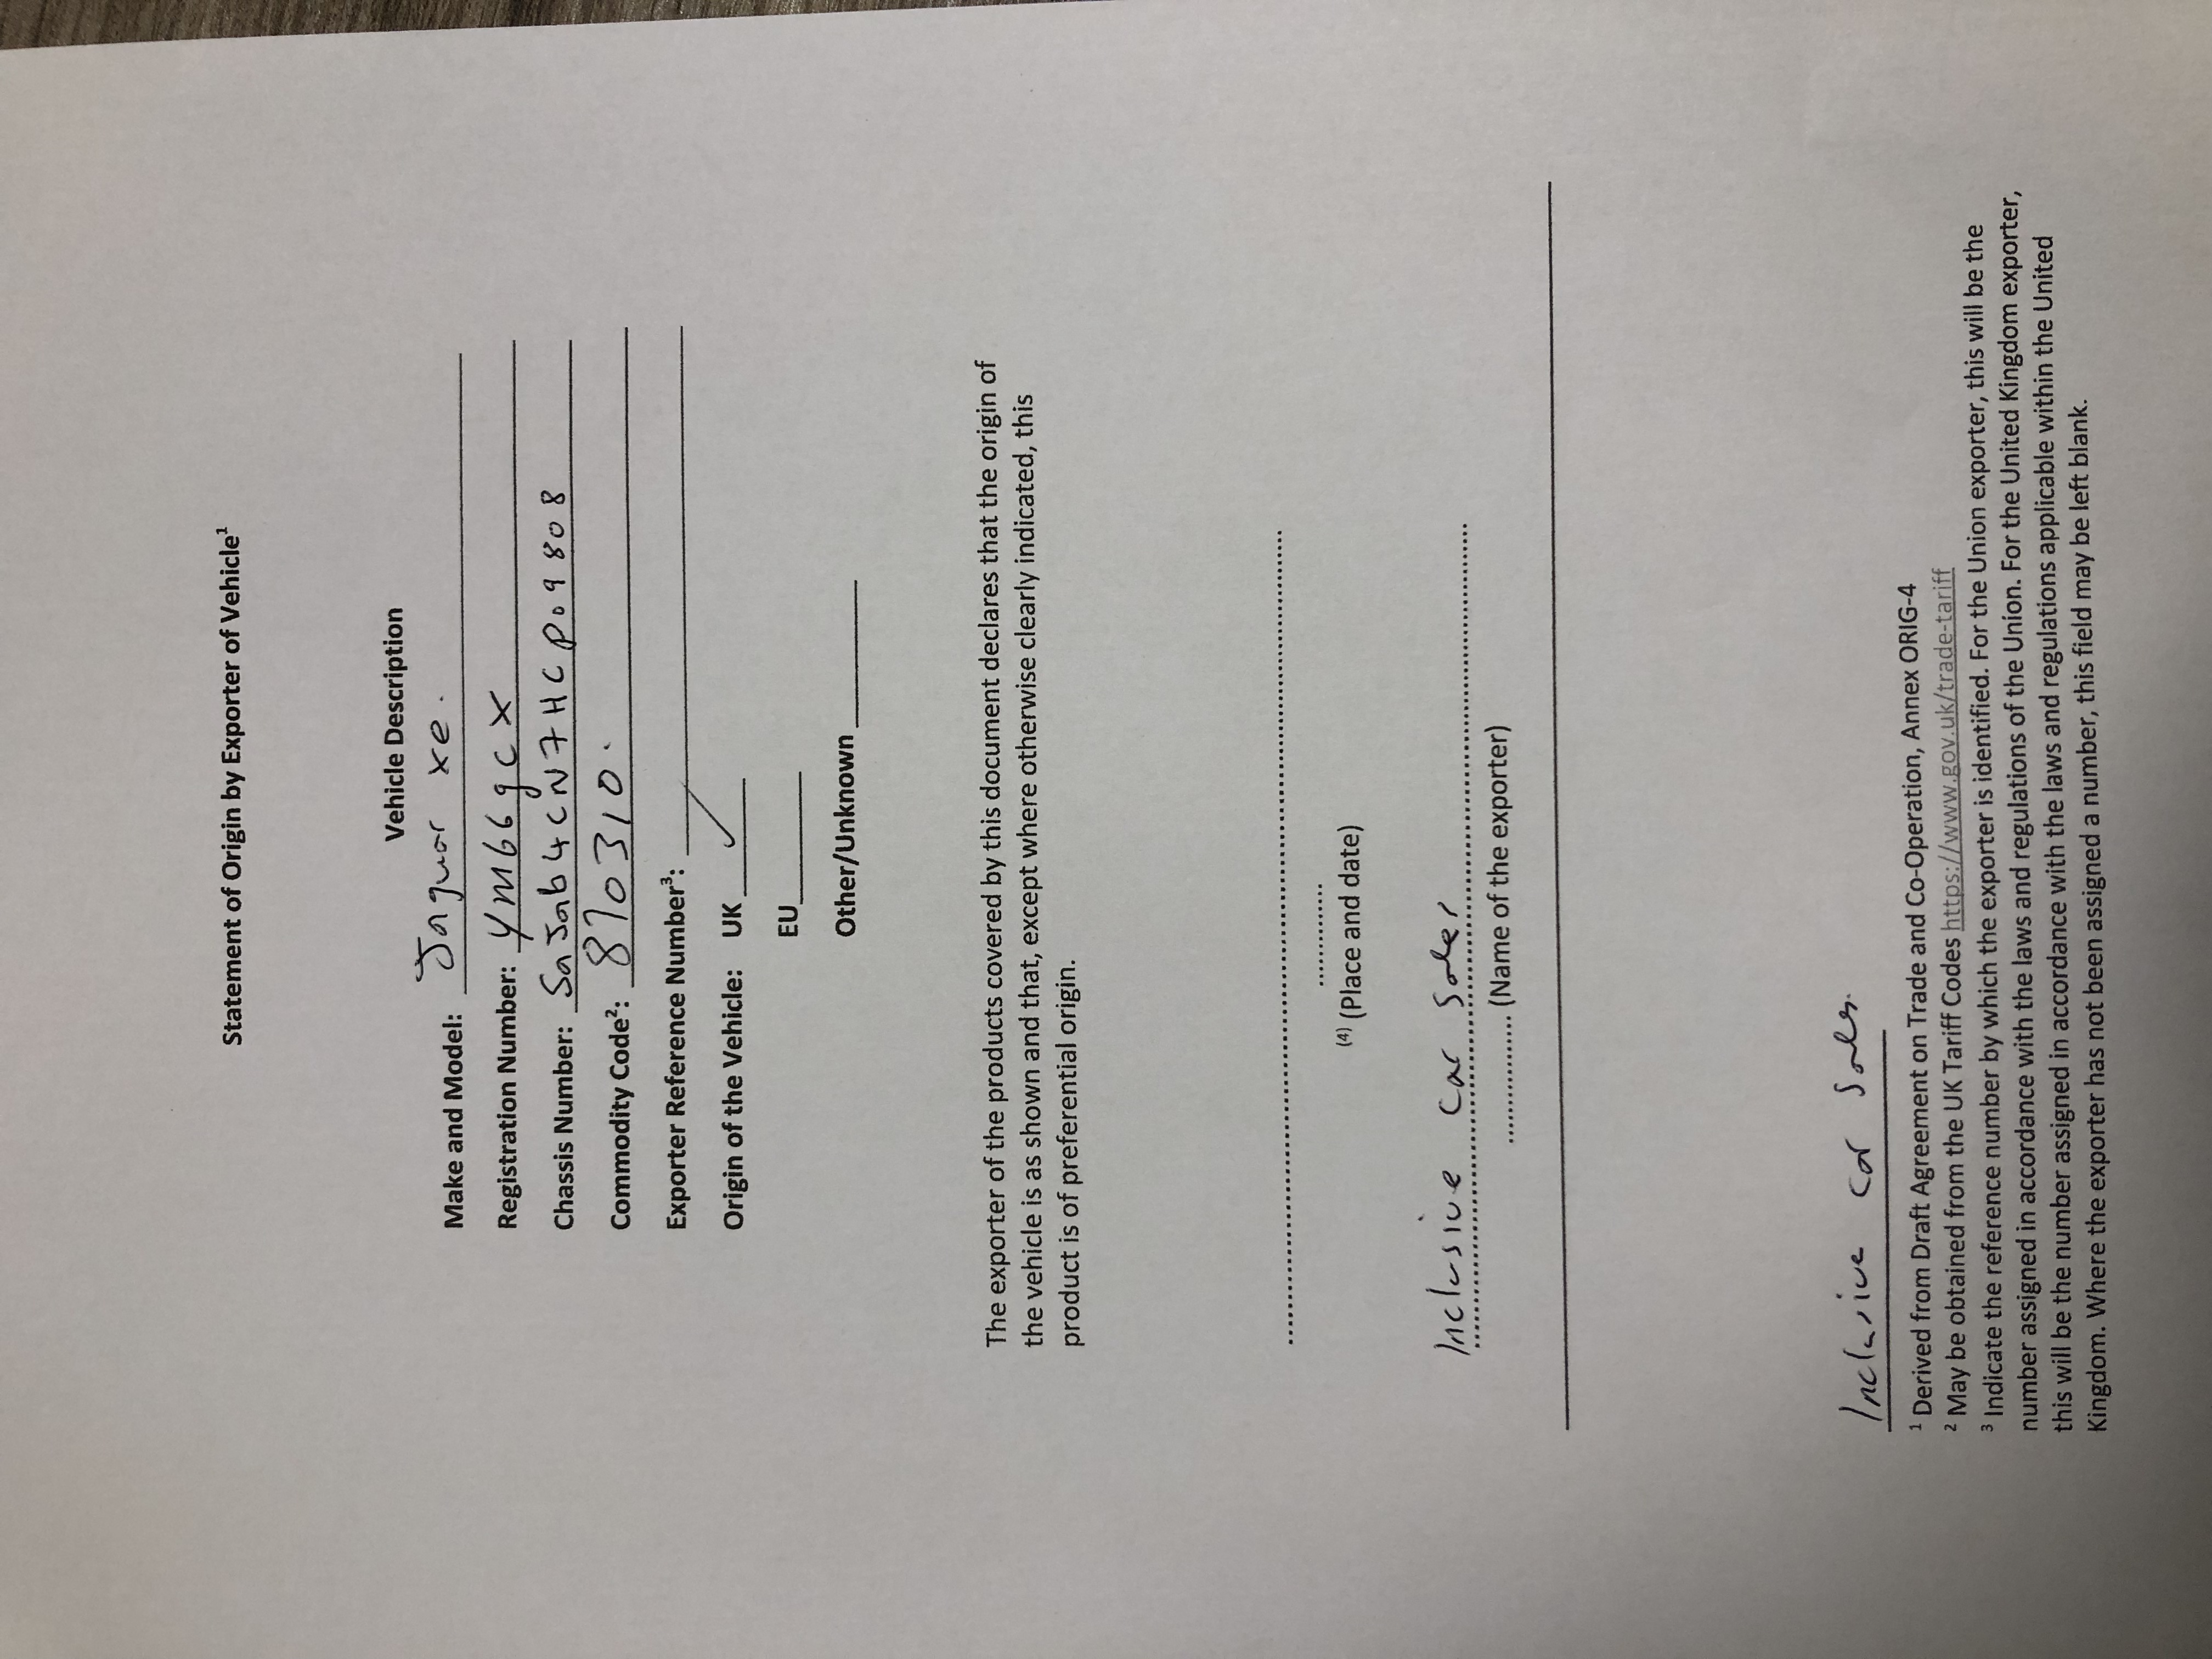 Statement of Origin by Exporter of Vehicle¹
Vehicle Description
Make and Model: Jaguar xe.
Registration Number: ym66gcx
Chassis Number: SaJab4CN7HCp09808
Commodity Code²: 870310.
Exporter Reference Number³:
Origin of the Vehicle: UK ✓
EU
Other/Unknown
The exporter of the products covered by this document declares that the origin of
the vehicle is as shown and that, except where otherwise clearly indicated, this
product is of preferential origin.
(4) (Place and date)
Inclusive car Sales
(Name of the exporter)
Inclusive car Sales.
¹ Derived from Draft Agreement on Trade and Co-Operation, Annex ORIG-4
² May be obtained from the UK Tariff Codes https://www.gov.uk/trade-tariff
³ Indicate the reference number by which the exporter is identified. For the Union exporter, this will be the
number assigned in accordance with the laws and regulations of the Union. For the United Kingdom exporter,
this will be the number assigned in accordance with the laws and regulations applicable within the United
Kingdom. Where the exporter has not been assigned a number, this field may be left blank.